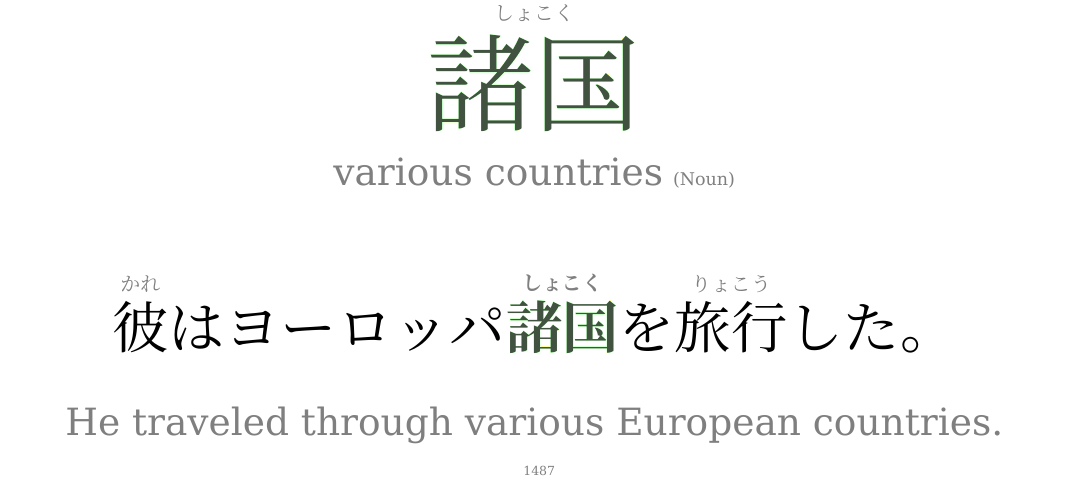 しょこく
諸国
various countries (Noun)
かれ しょこく りょこう
彼はヨーロッパ諸国を旅行した。
He traveled through various European countries.
1487